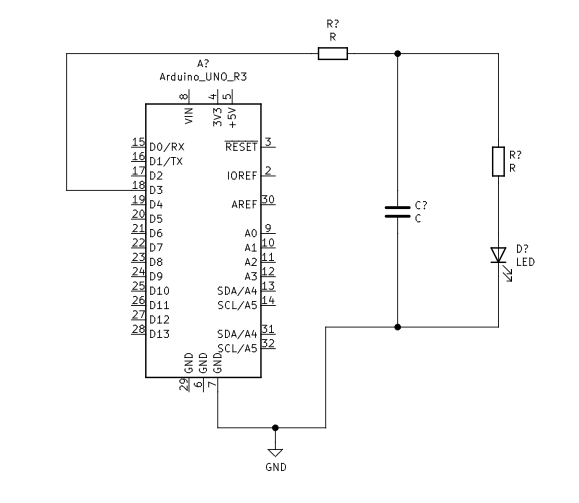 R?
R
A?
Arduino_UNO_R3
8
VIN
4
3V3
5
+5V
15 D0/RX
16 D1/TX
17 D2
18 D3
19 D4
20 D5
21 D6
22 D7
23 D8
24 D9
25 D10
26 D11
27 D12
28 D13
RESET 3
IOREF 2
AREF 30
A0 9
A1 10
A2 11
A3 12
SDA/A4 13
SCL/A5 14
SDA/A4 31
SCL/A5 32
GND
29
GND
6
GND
7
C?
C
R?
R
D?
LED
GND